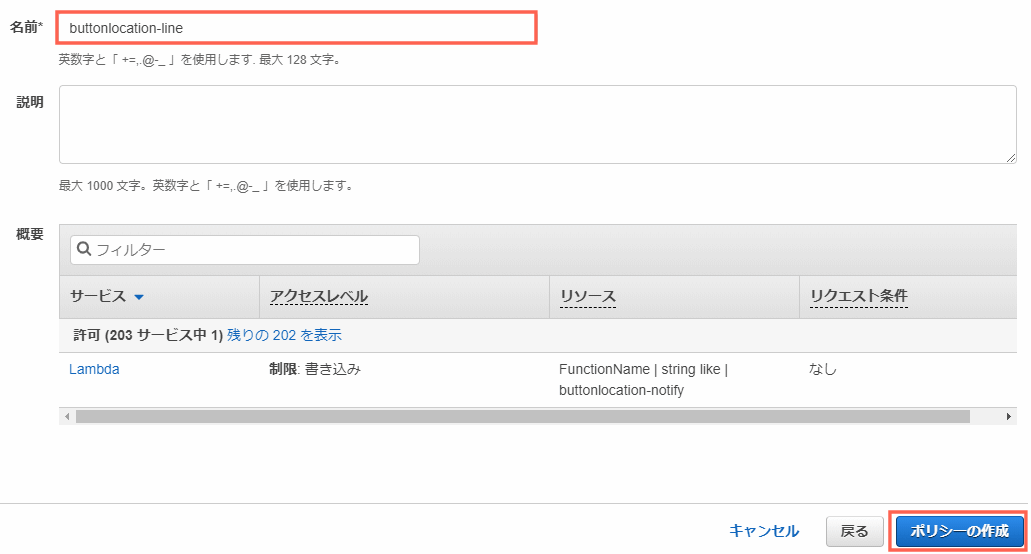 名前* buttonlocation-line
英数字と「 +=,.@-_ 」を使用します. 最大 128 文字。
説明
最大 1000 文字。英数字と「 +=,.@-_ 」を使用します。
概要
フィルター
サービス アクセスレベル リソース リクエスト条件
許可 (203 サービス中 1) 残りの 202 を表示
Lambda 制限: 書き込み FunctionName | string like | なし
buttonlocation-notify
キャンセル 戻る ポリシーの作成